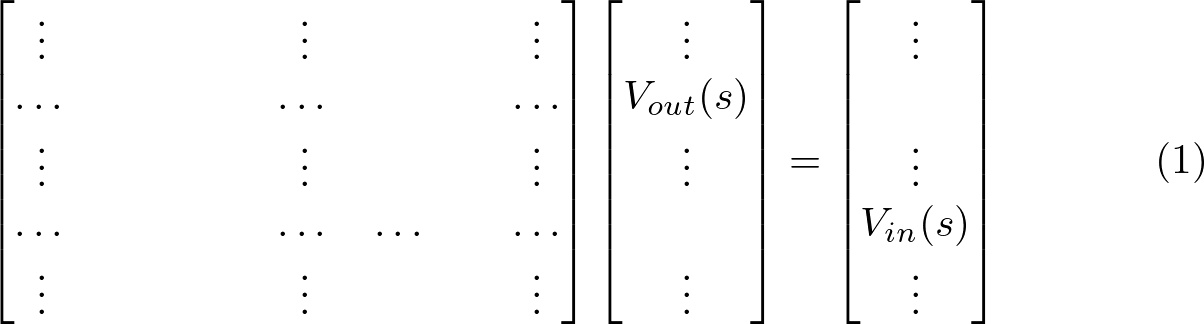 ⋮ ⋮ ⋮ ⋮ ⋮
… … … V_out(s)
⋮ ⋮ ⋮ ⋮ = ⋮ (1)
… … … … V_in(s)
⋮ ⋮ ⋮ ⋮ ⋮